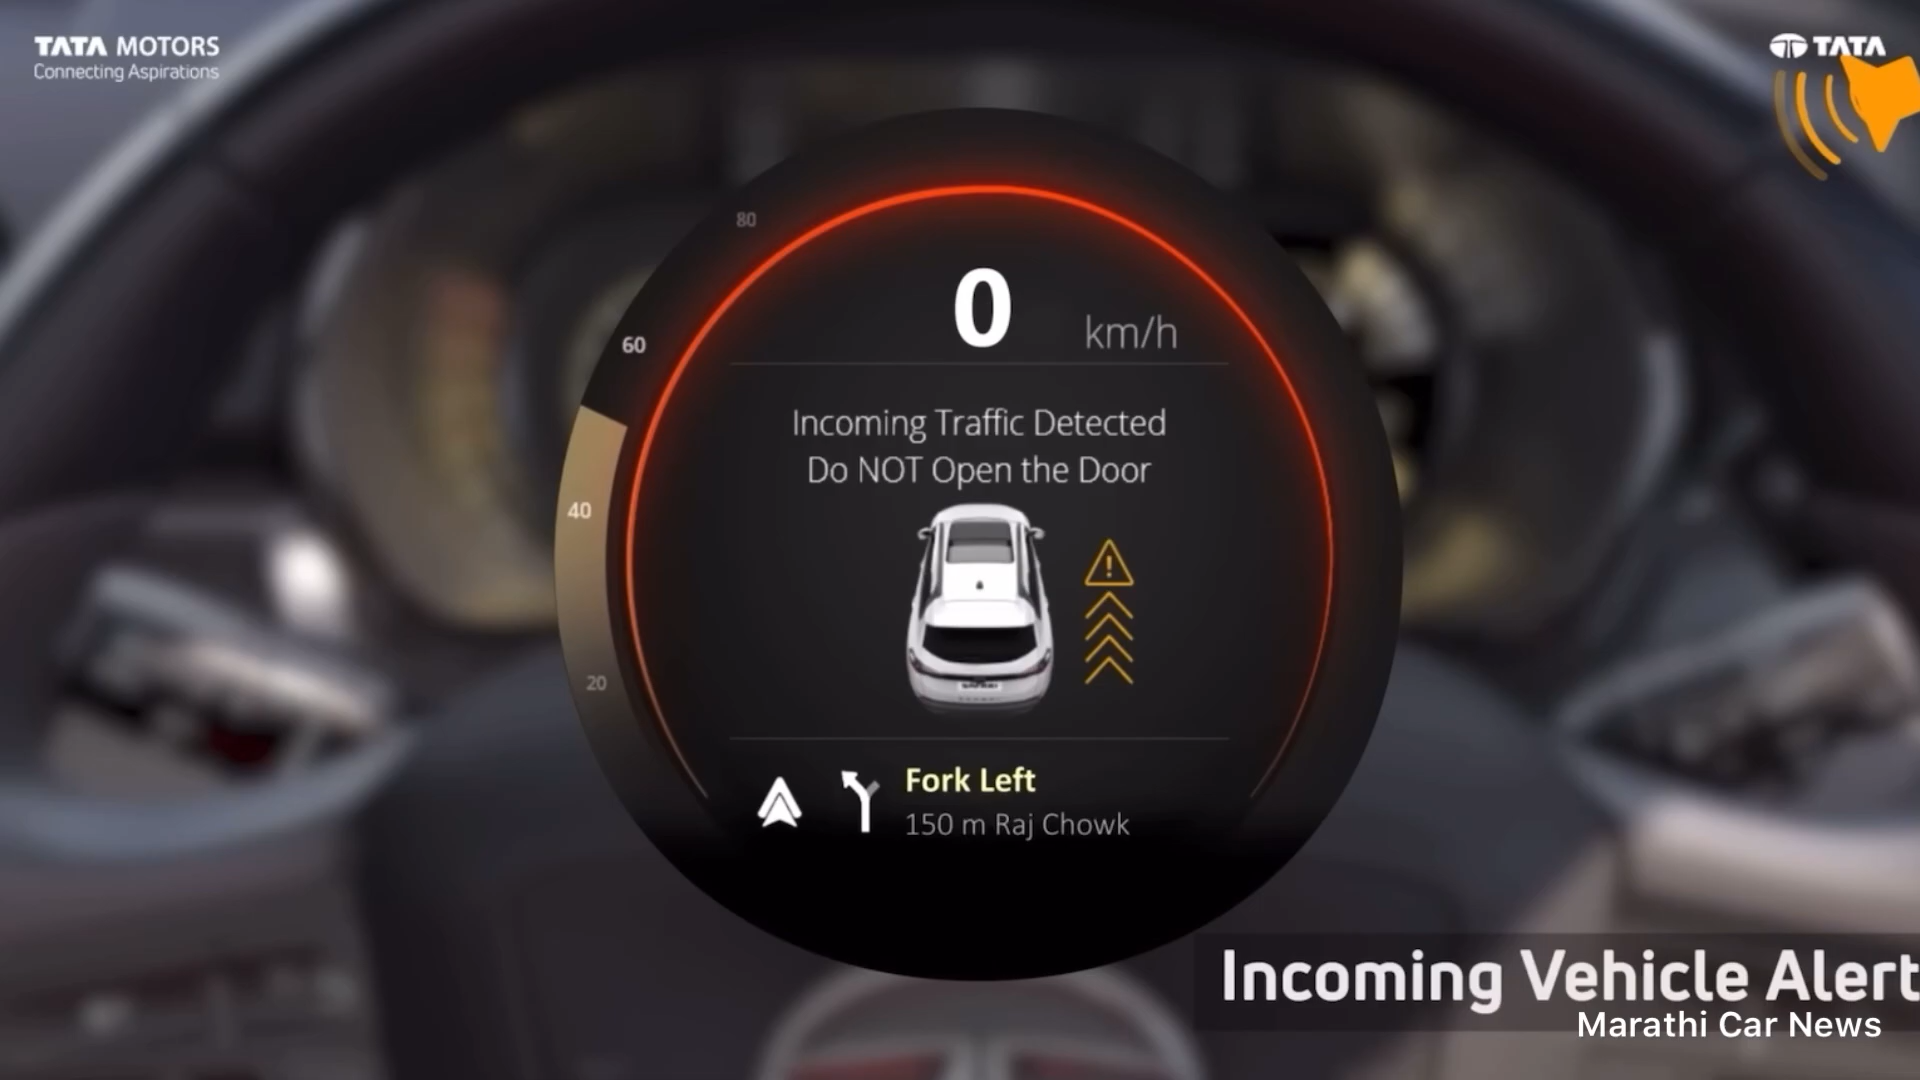 TATA MOTORS
Connecting Aspirations
TATA
80
60
40
20
0 km/h
Incoming Traffic Detected
Do NOT Open the Door
Fork Left
150 m Raj Chowk
Incoming Vehicle Alert
Marathi Car News